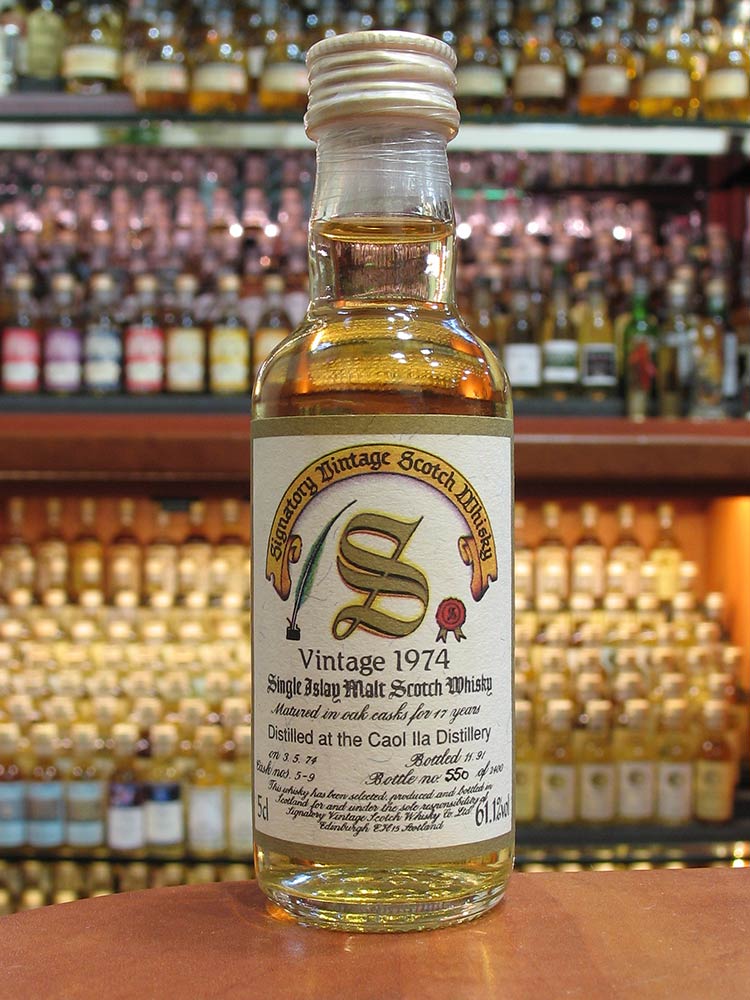 Signatory Vintage Scotch Whisky
S
Vintage 1974
Single Islay Malt Scotch Whisky
Matured in oak casks for 17 years
Distilled at the Caol Ila Distillery
on 3.5.74 Bottled 11.91
Cask nos. 5-9 Bottle no. 550 of 2400
This whisky has been selected, produced and bottled in
Scotland for and under the sole responsibility of
Signatory Vintage Scotch Whisky Co. Ltd.
Edinburgh EH15 Scotland
5cl 61.1%vol